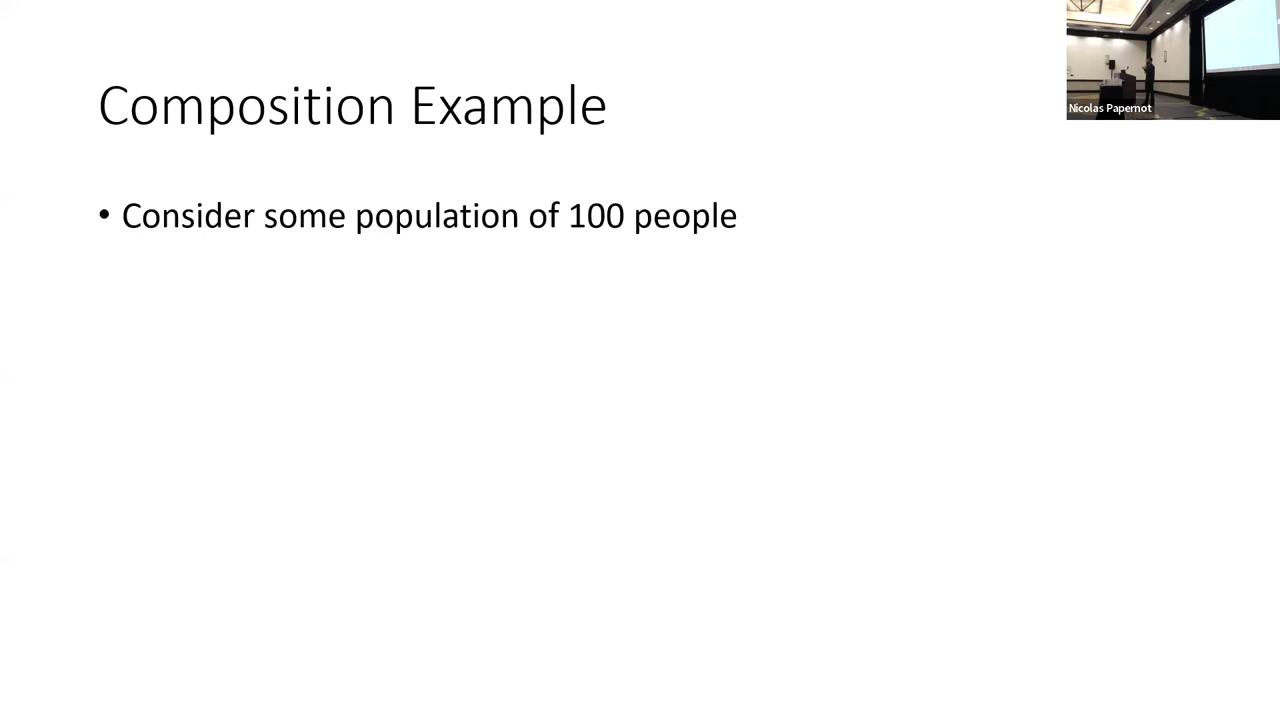 Composition Example
• Consider some population of 100 people
Nicolas Papernot